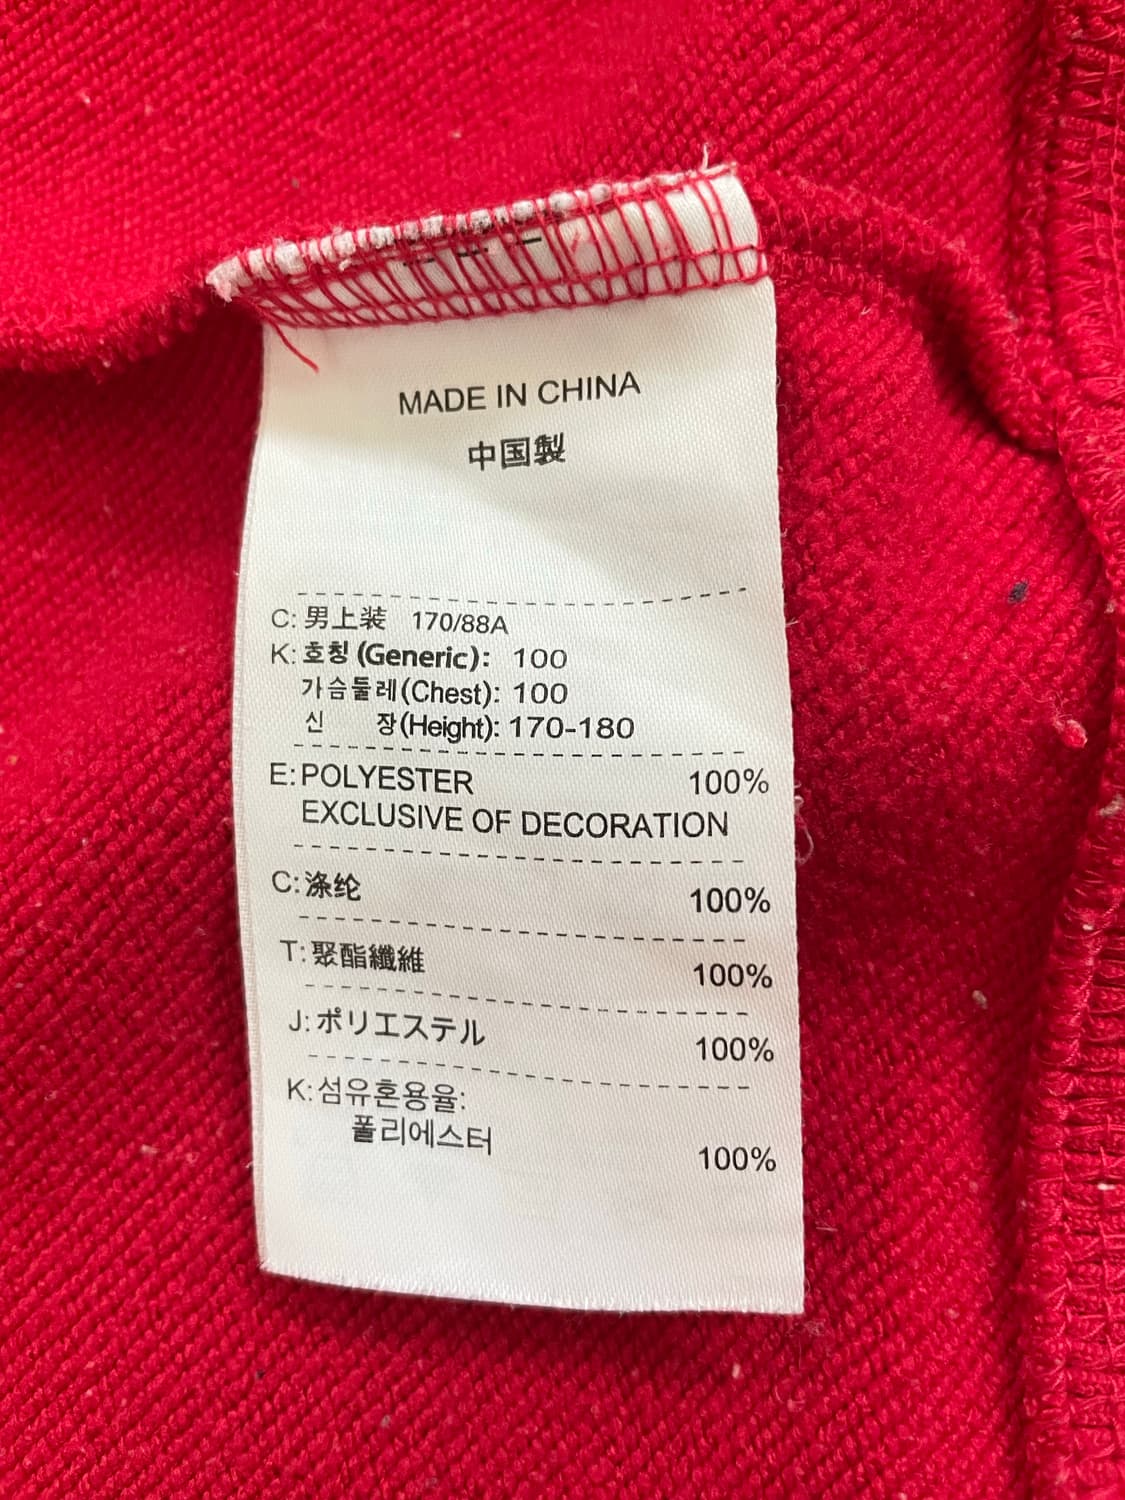 MADE IN CHINA
中国製
C: 男上装 170/88A
K: 호칭 (Generic): 100
가슴둘레(Chest): 100
신 장(Height): 170-180
E: POLYESTER 100%
EXCLUSIVE OF DECORATION
C: 涤纶 100%
T: 聚酯纖維 100%
J: ポリエステル 100%
K: 섬유혼용율:
폴리에스터 100%